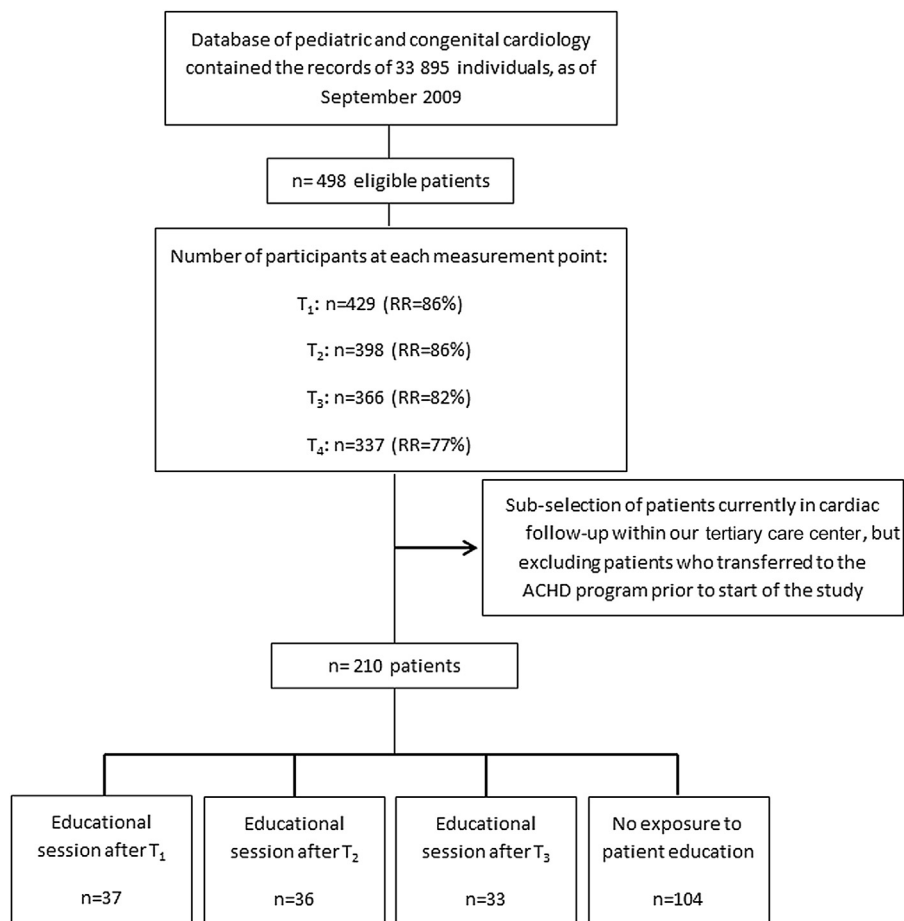 Database of pediatric and congenital cardiology
contained the records of 33 895 individuals, as of
September 2009
n= 498 eligible patients
Number of participants at each measurement point:
T₁: n=429 (RR=86%)
T₂: n=398 (RR=86%)
T₃: n=366 (RR=82%)
T₄: n=337 (RR=77%)
Sub-selection of patients currently in cardiac
follow-up within our tertiary care center, but
excluding patients who transferred to the
ACHD program prior to start of the study
n= 210 patients
Educational
session after T₁
n=37
Educational
session after T₂
n=36
Educational
session after T₃
n=33
No exposure to
patient education
n=104